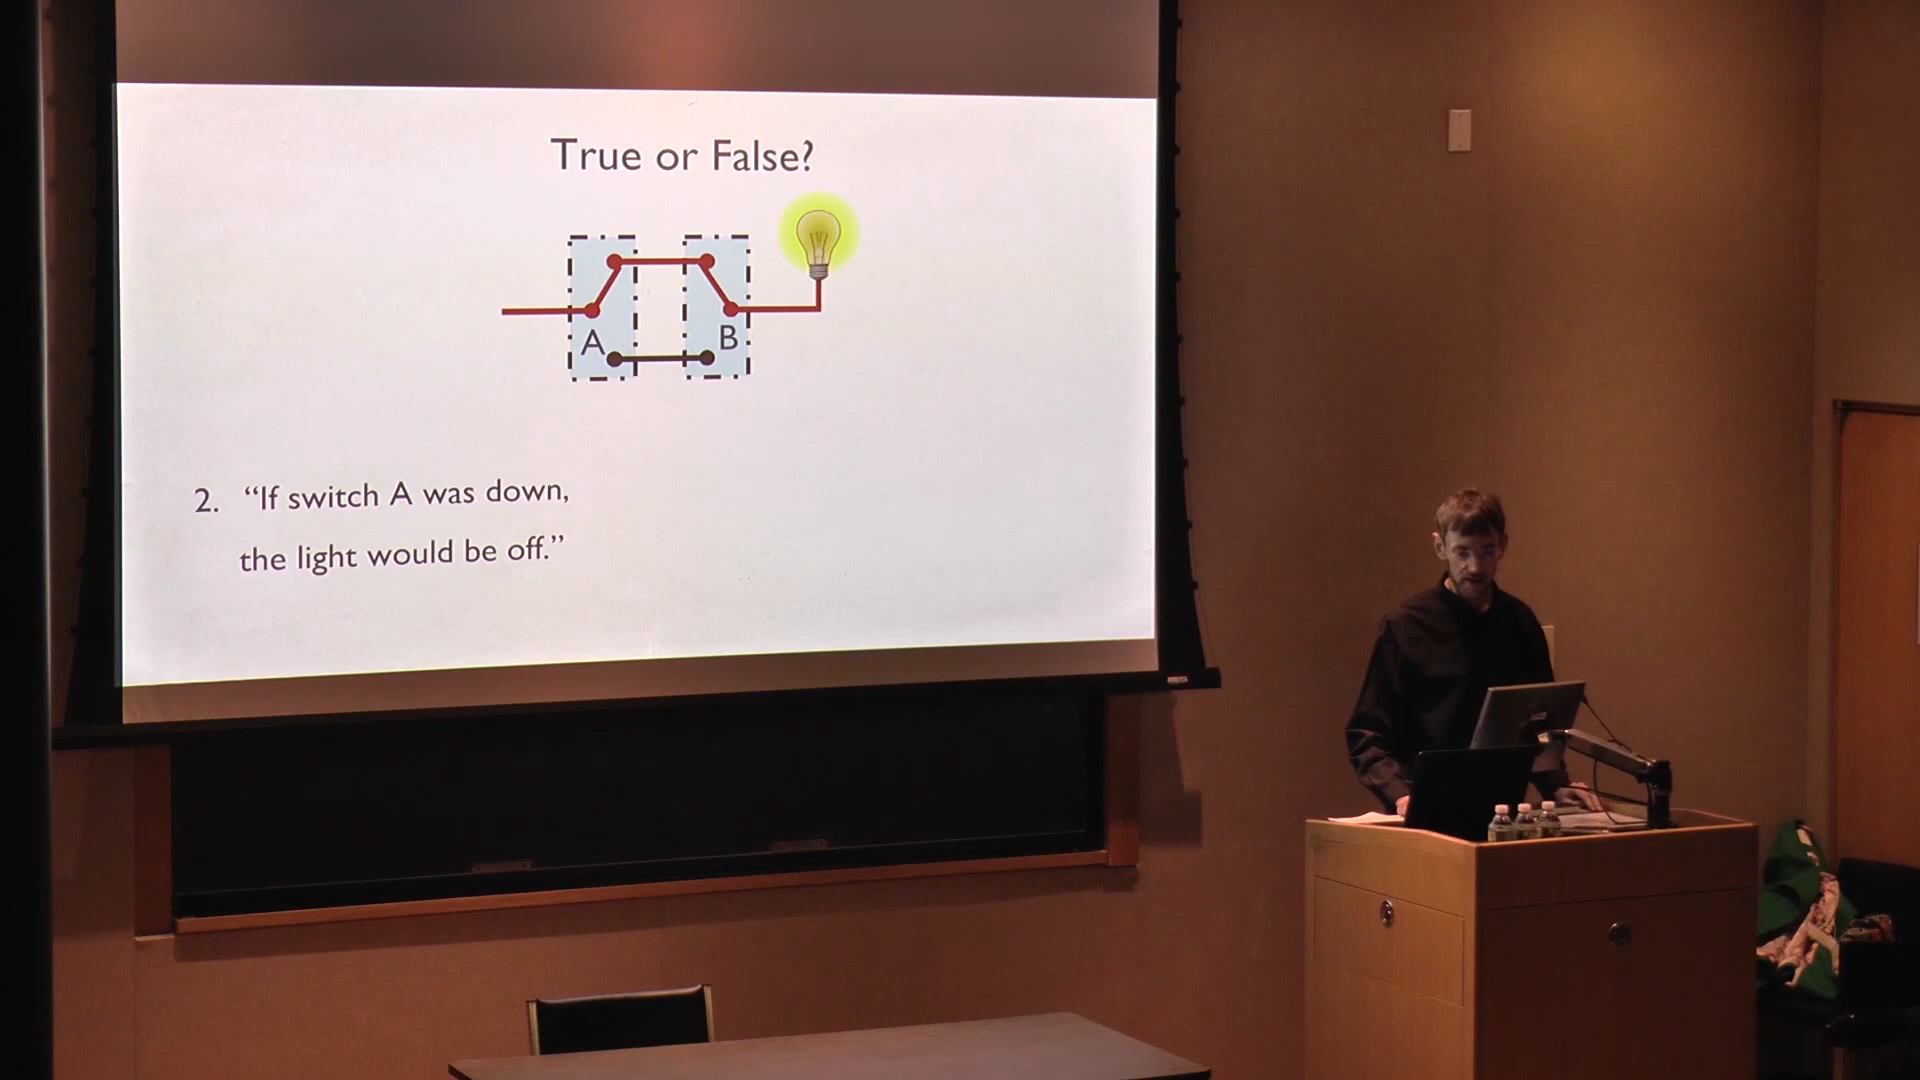 True or False?
A
B
2. “If switch A was down,
the light would be off.”